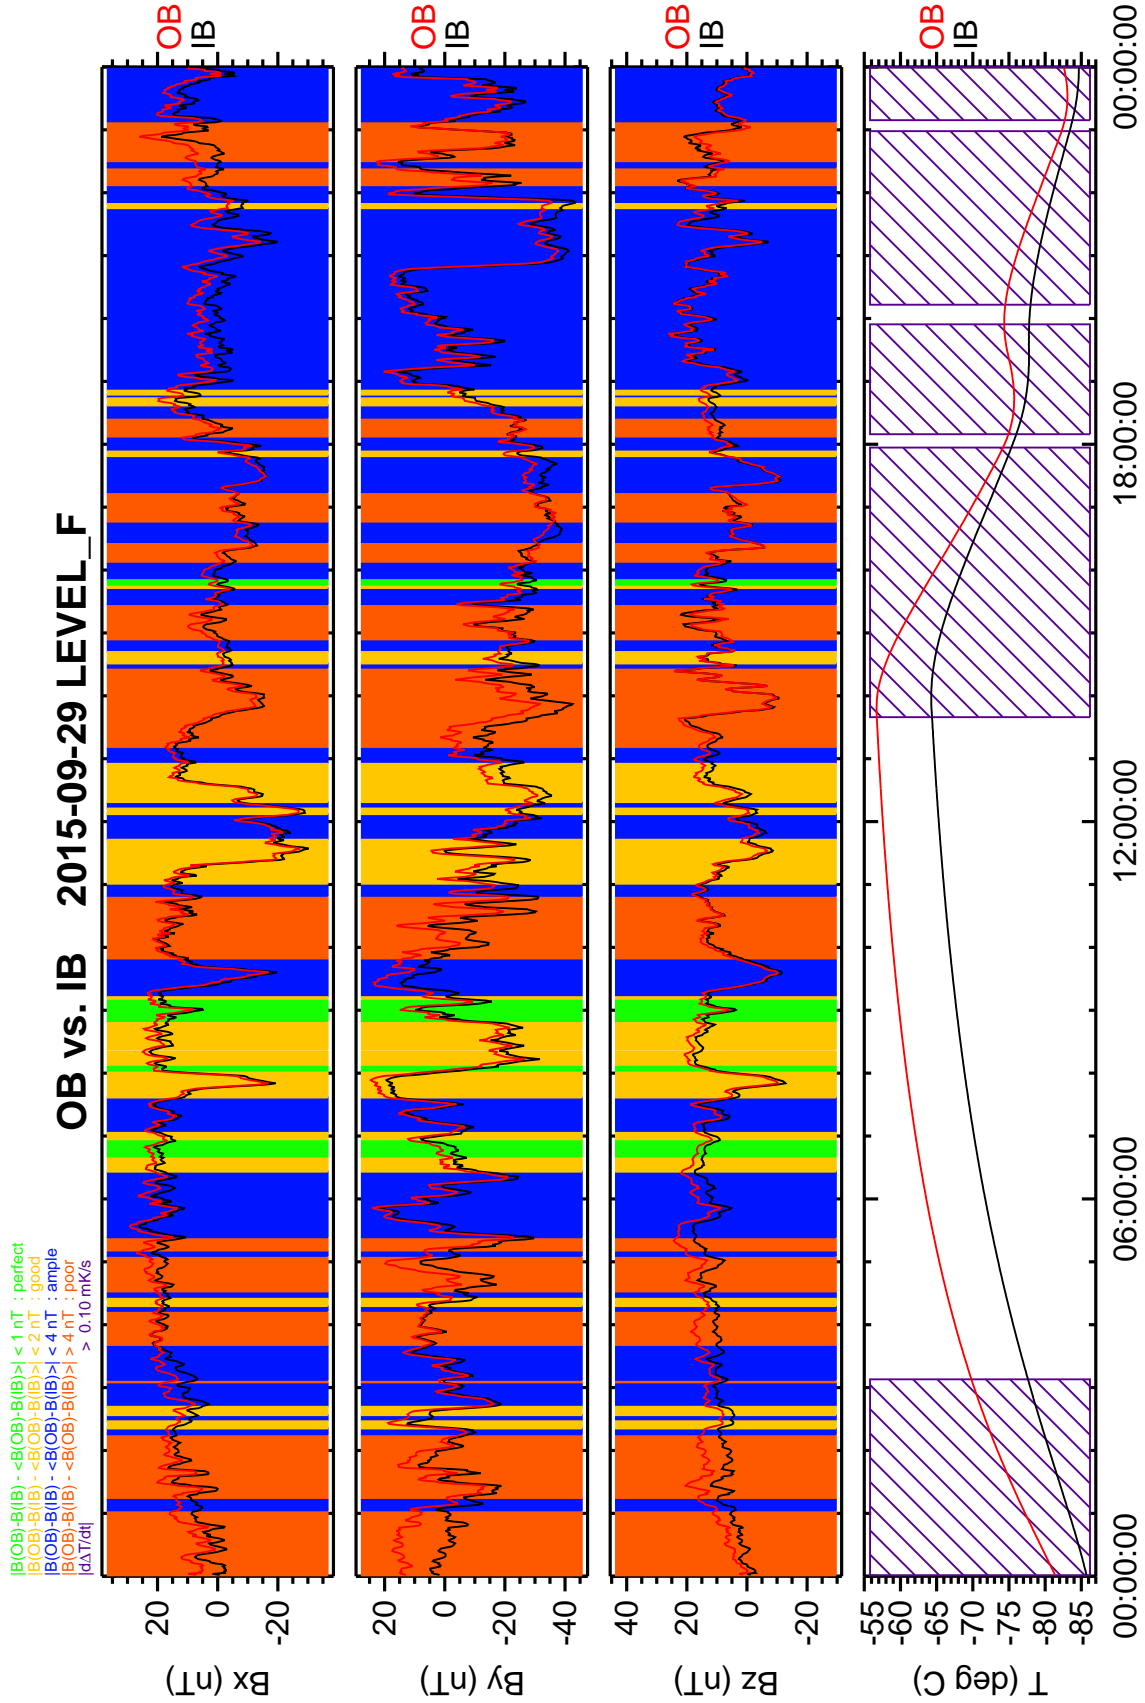 OB vs. IB 2015-09-29 LEVEL_F
|B(OB)-B(IB) - <B(OB)-B(IB)>| < 1 nT : perfect
|B(OB)-B(IB) - <B(OB)-B(IB)>| < 2 nT : good
|B(OB)-B(IB) - <B(OB)-B(IB)>| < 4 nT : ample
|B(OB)-B(IB) - <B(OB)-B(IB)>| > 4 nT : poor
|dΔT/dt| > 0.10 mK/s
Bx (nT)
20
0
-20
OB
IB
By (nT)
20
0
-20
-40
OB
IB
Bz (nT)
40
20
0
-20
OB
IB
T (deg C)
-55
-60
-65
-70
-75
-80
-85
OB
IB
00:00:00 06:00:00 12:00:00 18:00:00 00:00:00